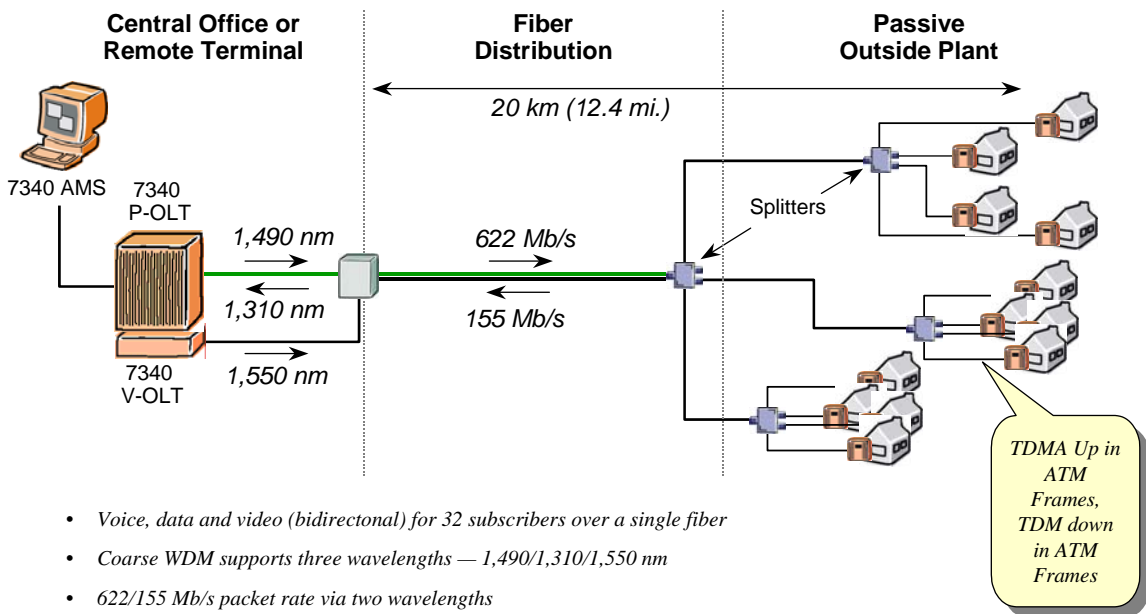 Central Office or
Remote Terminal
Fiber
Distribution
Passive
Outside Plant
20 km (12.4 mi.)
7340 AMS
7340
P-OLT
1,490 nm
622 Mb/s
Splitters
1,310 nm
155 Mb/s
1,550 nm
7340
V-OLT
TDMA Up in
ATM
Frames,
TDM down
in ATM
Frames
• Voice, data and video (bidirectonal) for 32 subscribers over a single fiber
• Coarse WDM supports three wavelengths — 1,490/1,310/1,550 nm
• 622/155 Mb/s packet rate via two wavelengths